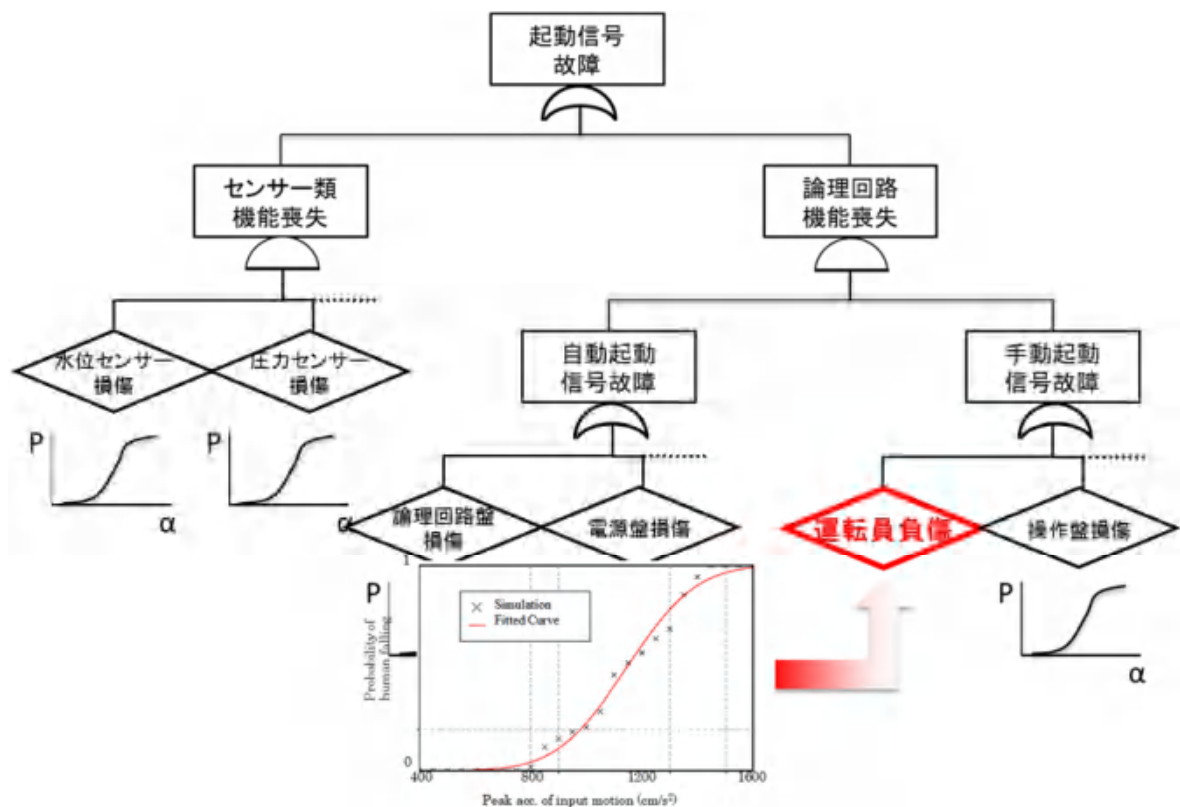 起動信号
故障
センサー類
機能喪失
論理回路
機能喪失
水位センサー
損傷
圧力センサー
損傷
自動起動
信号故障
手動起動
信号故障
P
α
P
α
論理回路盤
損傷
電源盤損傷
運転員負傷
操作盤損傷
P
P
α
1
Simulation
Fitted Curve
Probability of
human falling
0
400
800
1200
1600
Peak acc. of input motion (cm/s²)